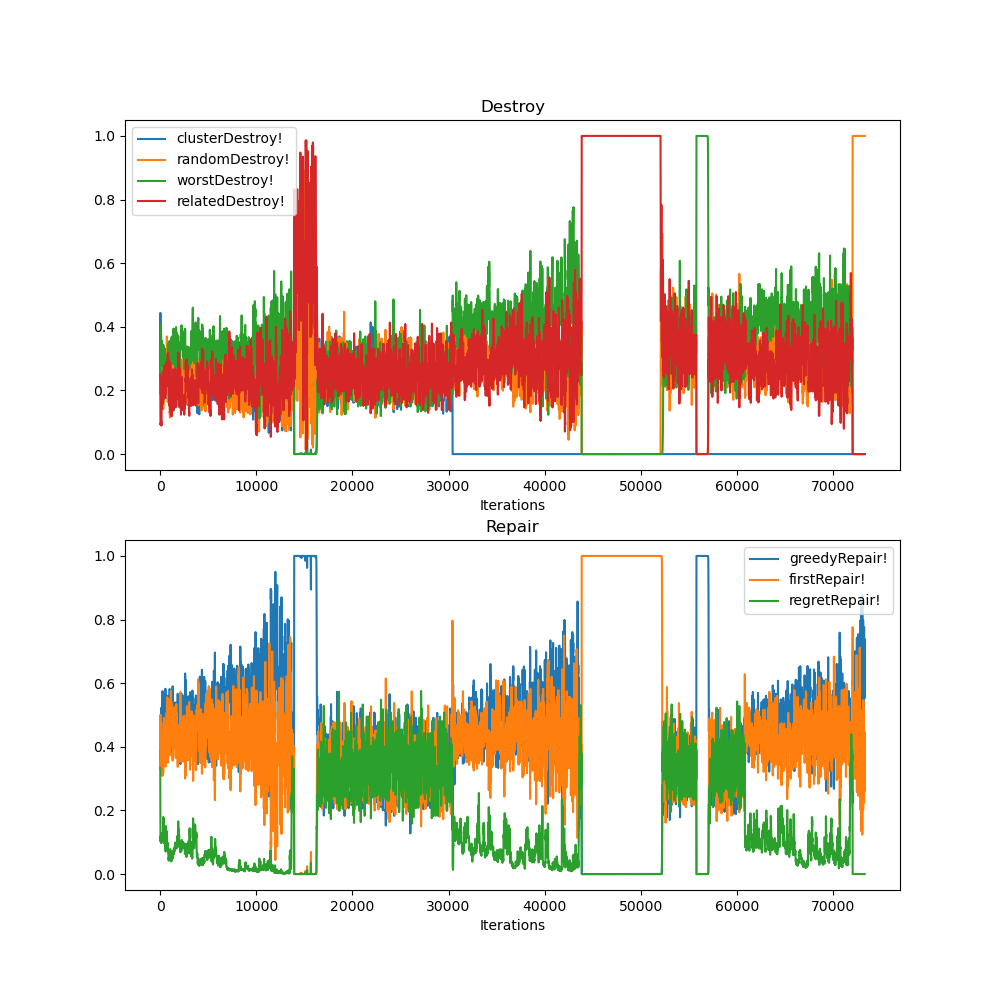 Destroy
clusterDestroy!
randomDestroy!
worstDestroy!
relatedDestroy!
1.0
0.8
0.6
0.4
0.2
0.0
0 10000 20000 30000 40000 50000 60000 70000
Iterations
Repair
greedyRepair!
firstRepair!
regretRepair!
1.0
0.8
0.6
0.4
0.2
0.0
0 10000 20000 30000 40000 50000 60000 70000
Iterations